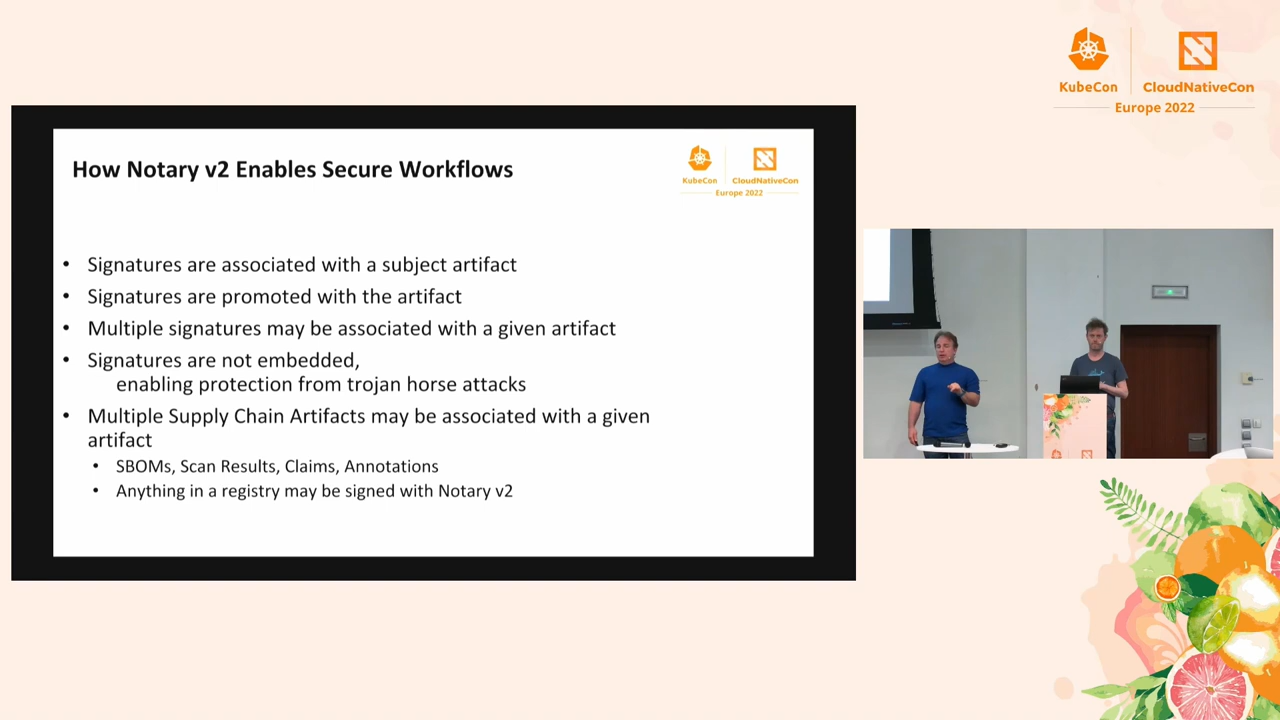 KubeCon
CloudNativeCon
Europe 2022
How Notary v2 Enables Secure Workflows
KubeCon
CloudNativeCon
Europe 2022
• Signatures are associated with a subject artifact
• Signatures are promoted with the artifact
• Multiple signatures may be associated with a given artifact
• Signatures are not embedded,
enabling protection from trojan horse attacks
• Multiple Supply Chain Artifacts may be associated with a given
artifact
• SBOMs, Scan Results, Claims, Annotations
• Anything in a registry may be signed with Notary v2